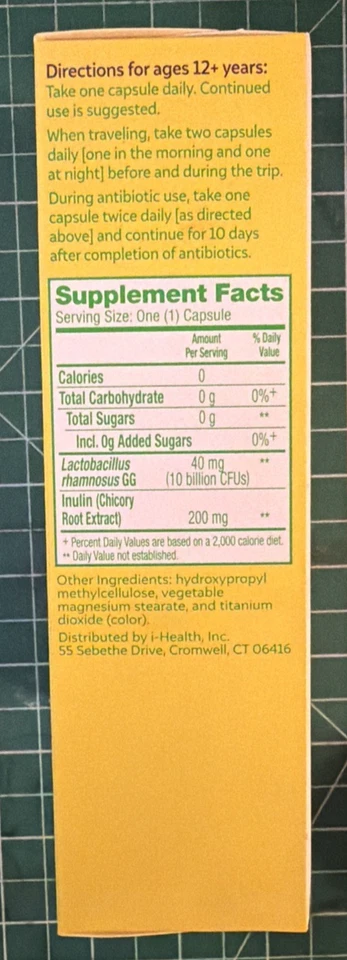 Directions for ages 12+ years:
Take one capsule daily. Continued
use is suggested.
When traveling, take two capsules
daily [one in the morning and one
at night] before and during the trip.
During antibiotic use, take one
capsule twice daily [as directed
above] and continue for 10 days
after completion of antibiotics.
Supplement Facts
Serving Size: One (1) Capsule
Amount Per Serving % Daily Value
Calories 0
Total Carbohydrate 0 g 0%+
Total Sugars 0 g **
Incl. 0g Added Sugars 0%+
Lactobacillus 40 mg **
rhamnosus GG (10 billion CFUs)
Inulin (Chicory
Root Extract) 200 mg **
+ Percent Daily Values are based on a 2,000 calorie diet.
** Daily Value not established.
Other Ingredients: hydroxypropyl
methylcellulose, vegetable
magnesium stearate, and titanium
dioxide (color).
Distributed by i-Health, Inc.
55 Sebethe Drive, Cromwell, CT 06416